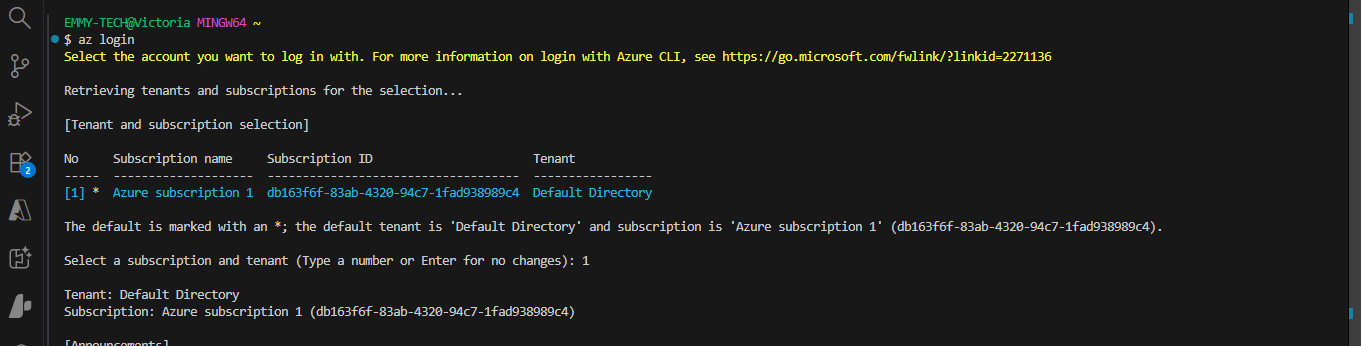 EMMY-TECH@Victoria MINGW64 ~
$ az login
Select the account you want to log in with. For more information on login with Azure CLI, see https://go.microsoft.com/fwlink/?linkid=2271136
Retrieving tenants and subscriptions for the selection...
[Tenant and subscription selection]
No Subscription name Subscription ID Tenant
----- ------------------- ------------------------------------ -----------------
[1] * Azure subscription 1 db163f6f-83ab-4320-94c7-1fad938989c4 Default Directory
The default is marked with an *; the default tenant is 'Default Directory' and subscription is 'Azure subscription 1' (db163f6f-83ab-4320-94c7-1fad938989c4).
Select a subscription and tenant (Type a number or Enter for no changes): 1
Tenant: Default Directory
Subscription: Azure subscription 1 (db163f6f-83ab-4320-94c7-1fad938989c4)
[Announcements]
2